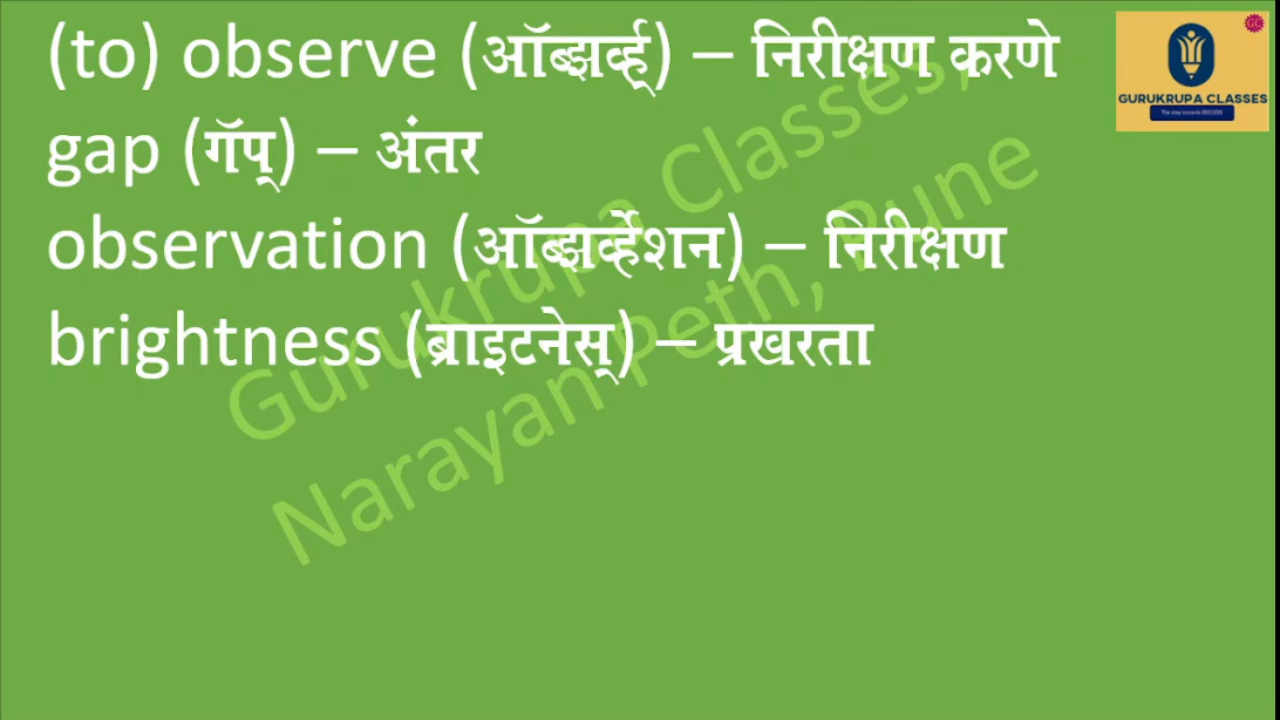 (to) observe (ऑब्झर्व्ह) – निरीक्षण करणे
gap (गॅप्) – अंतर
observation (ऑब्झर्व्हेशन) – निरीक्षण
brightness (ब्राइटनेस्) – प्रखरता
Gurukrupa Classes,
Narayan Peth, Pune
GC
GURUKRUPA CLASSES